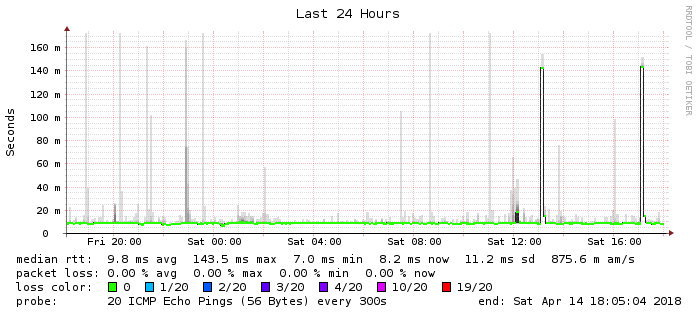 Last 24 Hours
RRDTOOL / TOBI OETIKER
Seconds
160 m
140 m
120 m
100 m
80 m
60 m
40 m
20 m
0
Fri 20:00 Sat 00:00 Sat 04:00 Sat 08:00 Sat 12:00 Sat 16:00
median rtt: 9.8 ms avg 143.5 ms max 7.0 ms min 8.2 ms now 11.2 ms sd 875.6 m am/s
packet loss: 0.00 % avg 0.00 % max 0.00 % min 0.00 % now
loss color: 0 1/20 2/20 3/20 4/20 10/20 19/20
probe: 20 ICMP Echo Pings (56 Bytes) every 300s end: Sat Apr 14 18:05:04 2018